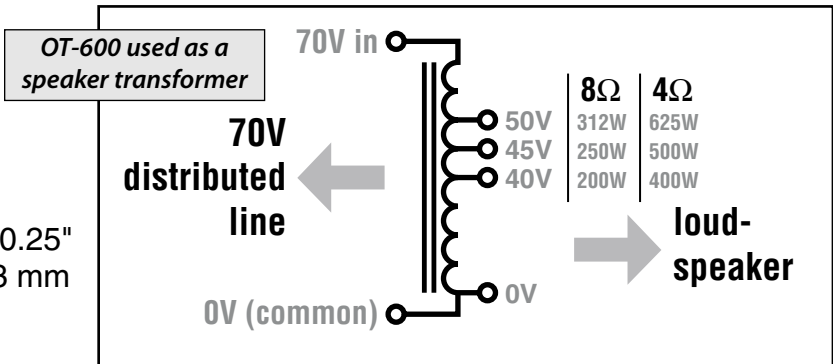 OT-600 used as a
speaker transformer
70V in
8Ω 4Ω
50V 312W 625W
45V 250W 500W
40V 200W 400W
70V
distributed
line
0.25"
3 mm
loud-
speaker
0V
0V (common)